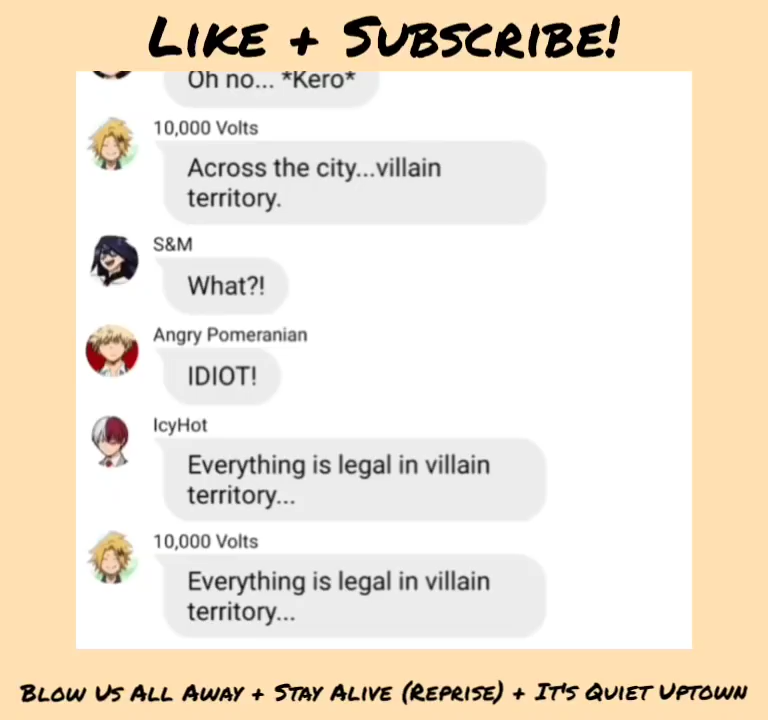 LIKE + SUBSCRIBE!
Oh no... *Kero*
10,000 Volts
Across the city...villain
territory.
S&M
What?!
Angry Pomeranian
IDIOT!
IcyHot
Everything is legal in villain
territory...
10,000 Volts
Everything is legal in villain
territory...
BLOW US ALL AWAY + STAY ALIVE (REPRISE) + IT'S QUIET UPTOWN